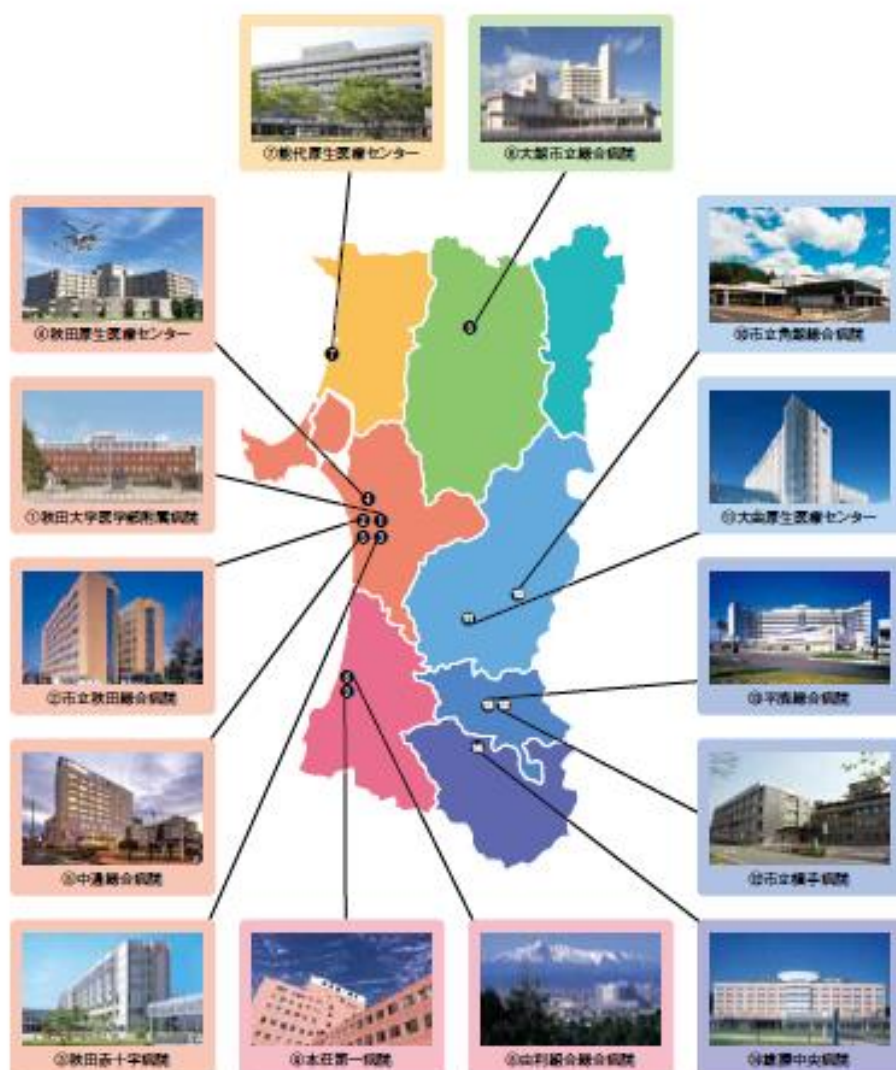 ⑦能代厚生医療センター
⑥大館市立総合病院
④秋田厚生医療センター
⑩市立角館総合病院
①秋田大学医学部附属病院
⑪大曲厚生医療センター
②市立秋田総合病院
⑬平鹿総合病院
⑤中通総合病院
⑫市立横手病院
③秋田赤十字病院
本荘第一病院
由利組合総合病院
⑭雄勝中央病院
7
4
2 1
5 3